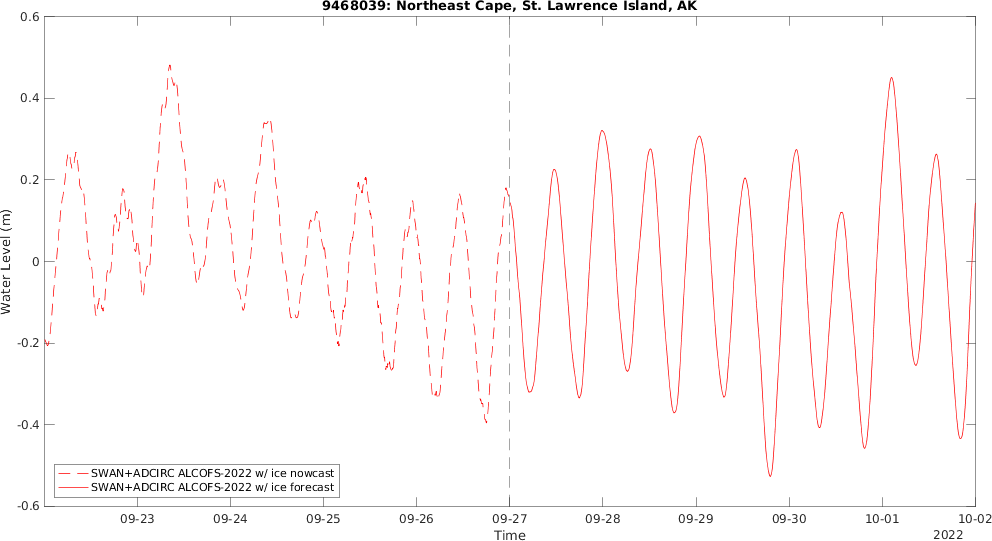 9468039: Northeast Cape, St. Lawrence Island, AK
0.6
0.4
0.2
0
-0.2
-0.4
-0.6
Water Level (m)
SWAN+ADCIRC ALCOFS-2022 w/ ice nowcast
SWAN+ADCIRC ALCOFS-2022 w/ ice forecast
09-23 09-24 09-25 09-26 09-27 09-28 09-29 09-30 10-01 10-02
Time
2022